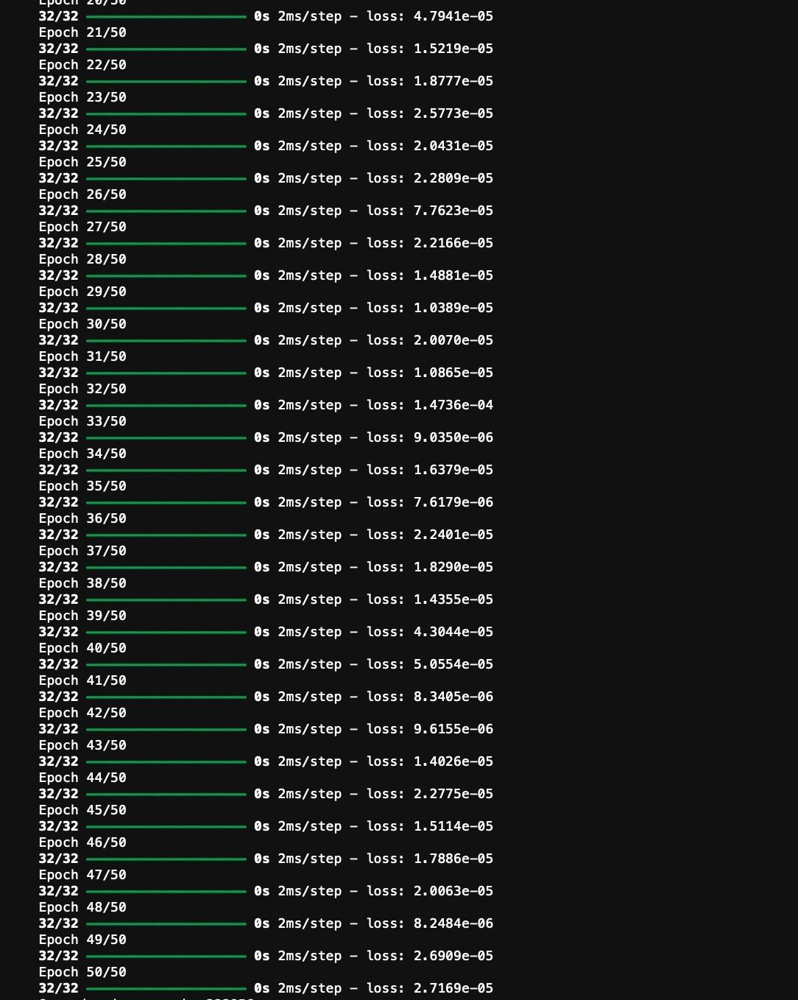 Epoch 20/50
32/32 ━━━━━━━━━━━━━━━━━━━━ 0s 2ms/step - loss: 4.7941e-05
Epoch 21/50
32/32 ━━━━━━━━━━━━━━━━━━━━ 0s 2ms/step - loss: 1.5219e-05
Epoch 22/50
32/32 ━━━━━━━━━━━━━━━━━━━━ 0s 2ms/step - loss: 1.8777e-05
Epoch 23/50
32/32 ━━━━━━━━━━━━━━━━━━━━ 0s 2ms/step - loss: 2.5773e-05
Epoch 24/50
32/32 ━━━━━━━━━━━━━━━━━━━━ 0s 2ms/step - loss: 2.0431e-05
Epoch 25/50
32/32 ━━━━━━━━━━━━━━━━━━━━ 0s 2ms/step - loss: 2.2809e-05
Epoch 26/50
32/32 ━━━━━━━━━━━━━━━━━━━━ 0s 2ms/step - loss: 7.7623e-05
Epoch 27/50
32/32 ━━━━━━━━━━━━━━━━━━━━ 0s 2ms/step - loss: 2.2166e-05
Epoch 28/50
32/32 ━━━━━━━━━━━━━━━━━━━━ 0s 2ms/step - loss: 1.4881e-05
Epoch 29/50
32/32 ━━━━━━━━━━━━━━━━━━━━ 0s 2ms/step - loss: 1.0389e-05
Epoch 30/50
32/32 ━━━━━━━━━━━━━━━━━━━━ 0s 2ms/step - loss: 2.0070e-05
Epoch 31/50
32/32 ━━━━━━━━━━━━━━━━━━━━ 0s 2ms/step - loss: 1.0865e-05
Epoch 32/50
32/32 ━━━━━━━━━━━━━━━━━━━━ 0s 2ms/step - loss: 1.4736e-04
Epoch 33/50
32/32 ━━━━━━━━━━━━━━━━━━━━ 0s 2ms/step - loss: 9.0350e-06
Epoch 34/50
32/32 ━━━━━━━━━━━━━━━━━━━━ 0s 2ms/step - loss: 1.6379e-05
Epoch 35/50
32/32 ━━━━━━━━━━━━━━━━━━━━ 0s 2ms/step - loss: 7.6179e-06
Epoch 36/50
32/32 ━━━━━━━━━━━━━━━━━━━━ 0s 2ms/step - loss: 2.2401e-05
Epoch 37/50
32/32 ━━━━━━━━━━━━━━━━━━━━ 0s 2ms/step - loss: 1.8290e-05
Epoch 38/50
32/32 ━━━━━━━━━━━━━━━━━━━━ 0s 2ms/step - loss: 1.4355e-05
Epoch 39/50
32/32 ━━━━━━━━━━━━━━━━━━━━ 0s 2ms/step - loss: 4.3044e-05
Epoch 40/50
32/32 ━━━━━━━━━━━━━━━━━━━━ 0s 2ms/step - loss: 5.0554e-05
Epoch 41/50
32/32 ━━━━━━━━━━━━━━━━━━━━ 0s 2ms/step - loss: 8.3405e-06
Epoch 42/50
32/32 ━━━━━━━━━━━━━━━━━━━━ 0s 2ms/step - loss: 9.6155e-06
Epoch 43/50
32/32 ━━━━━━━━━━━━━━━━━━━━ 0s 2ms/step - loss: 1.4026e-05
Epoch 44/50
32/32 ━━━━━━━━━━━━━━━━━━━━ 0s 2ms/step - loss: 2.2775e-05
Epoch 45/50
32/32 ━━━━━━━━━━━━━━━━━━━━ 0s 2ms/step - loss: 1.5114e-05
Epoch 46/50
32/32 ━━━━━━━━━━━━━━━━━━━━ 0s 2ms/step - loss: 1.7886e-05
Epoch 47/50
32/32 ━━━━━━━━━━━━━━━━━━━━ 0s 2ms/step - loss: 2.0063e-05
Epoch 48/50
32/32 ━━━━━━━━━━━━━━━━━━━━ 0s 2ms/step - loss: 8.2484e-06
Epoch 49/50
32/32 ━━━━━━━━━━━━━━━━━━━━ 0s 2ms/step - loss: 2.6909e-05
Epoch 50/50
32/32 ━━━━━━━━━━━━━━━━━━━━ 0s 2ms/step - loss: 2.7169e-05